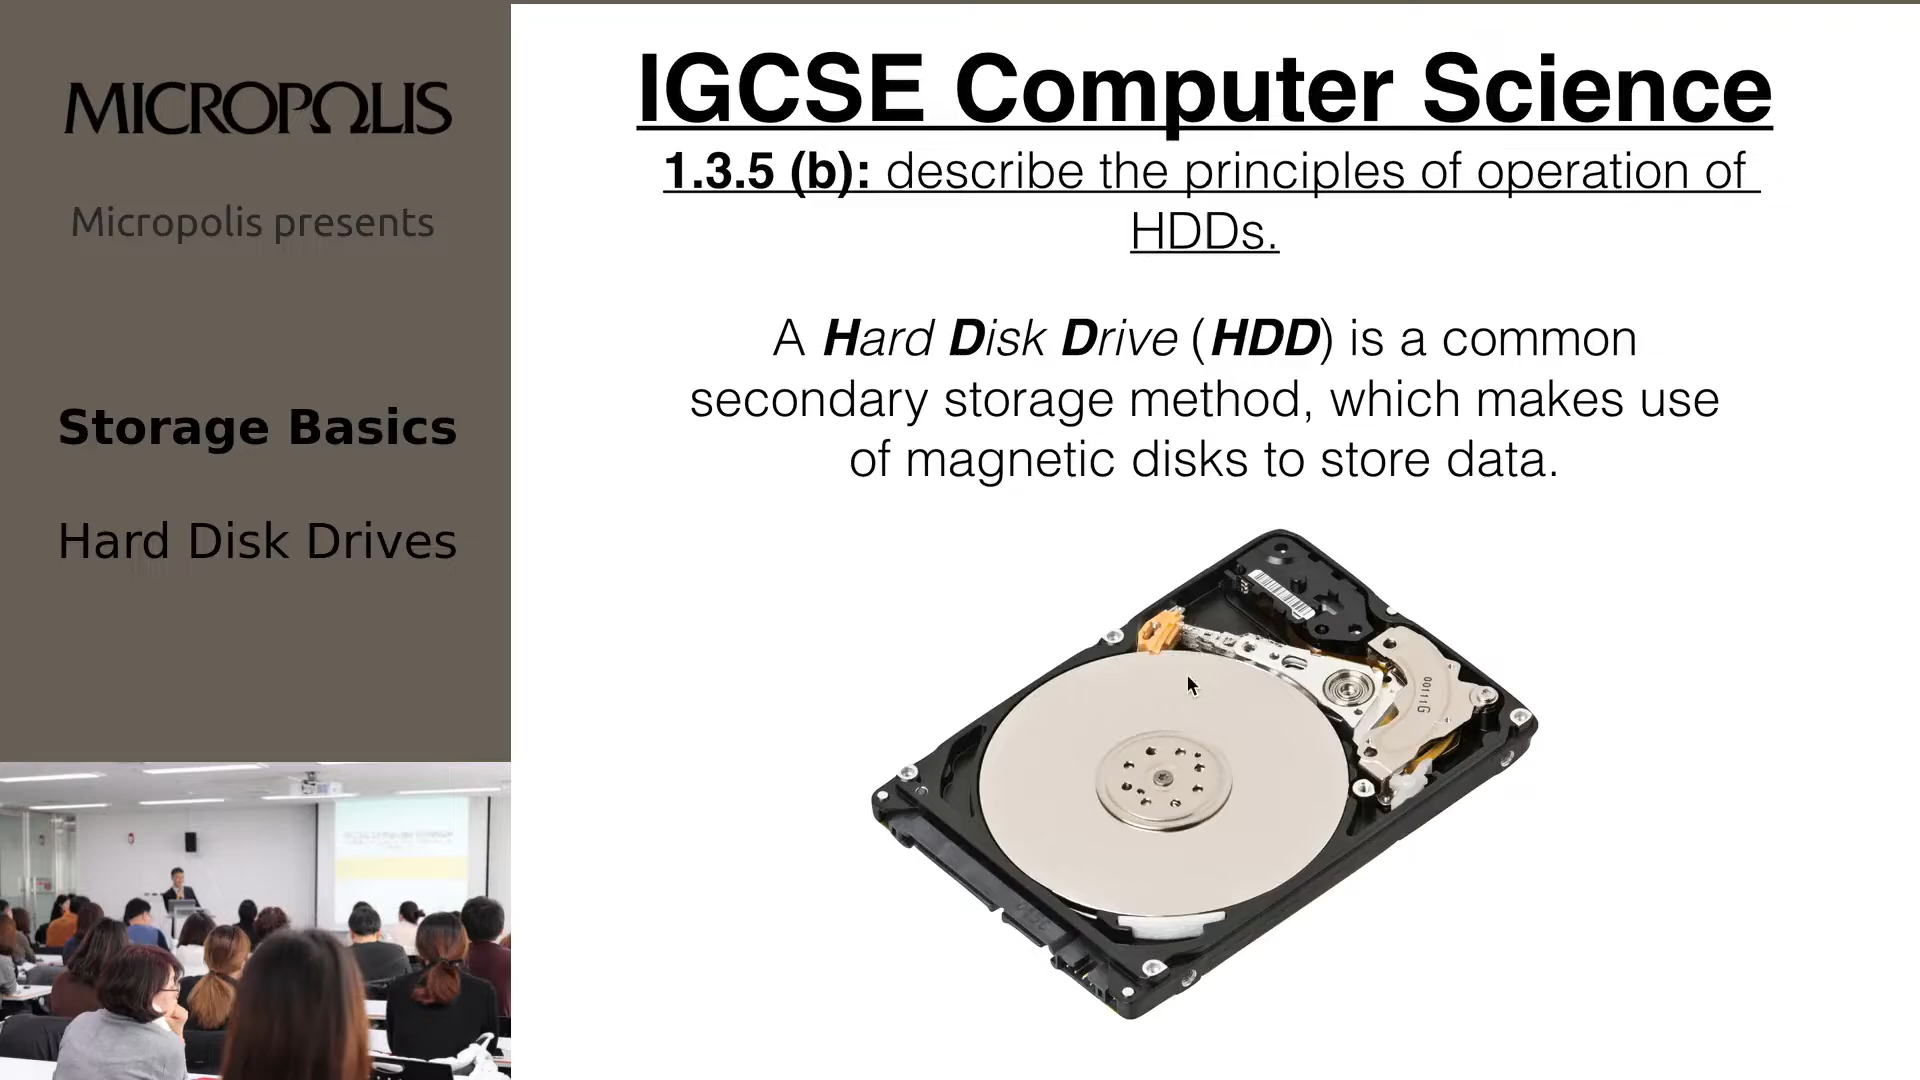 MICROPOLIS
Micropolis presents
Storage Basics
Hard Disk Drives
IGCSE Computer Science
1.3.5 (b): describe the principles of operation of
HDDs.
A Hard Disk Drive (HDD) is a common
secondary storage method, which makes use
of magnetic disks to store data.
00111G